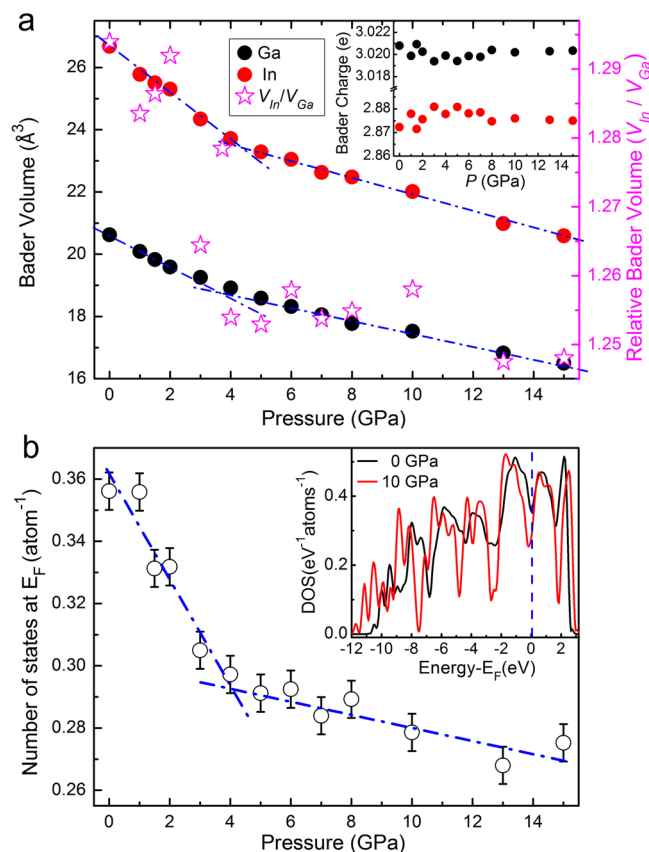 a
Ga
In
V_In/V_Ga
Bader Volume (Å³)
26
24
22
20
18
16
0
2
4
6
8
10
12
14
Pressure (GPa)
Relative Bader Volume (V_In / V_Ga)
1.29
1.28
1.27
1.26
1.25
1.24
Bader Charge (e)
3.022
3.020
3.018
2.88
2.87
2.86
0 2 4 6 8 10 12 14
P (GPa)
b
Number of states at E_F (atom⁻¹)
0.36
0.34
0.32
0.30
0.28
0.26
0 2 4 6 8 10 12 14
Pressure (GPa)
0 GPa
10 GPa
DOS(eV⁻¹atoms⁻¹)
0.4
0.2
0.0
-12 -10 -8 -6 -4 -2 0 2
Energy-E_F(eV)